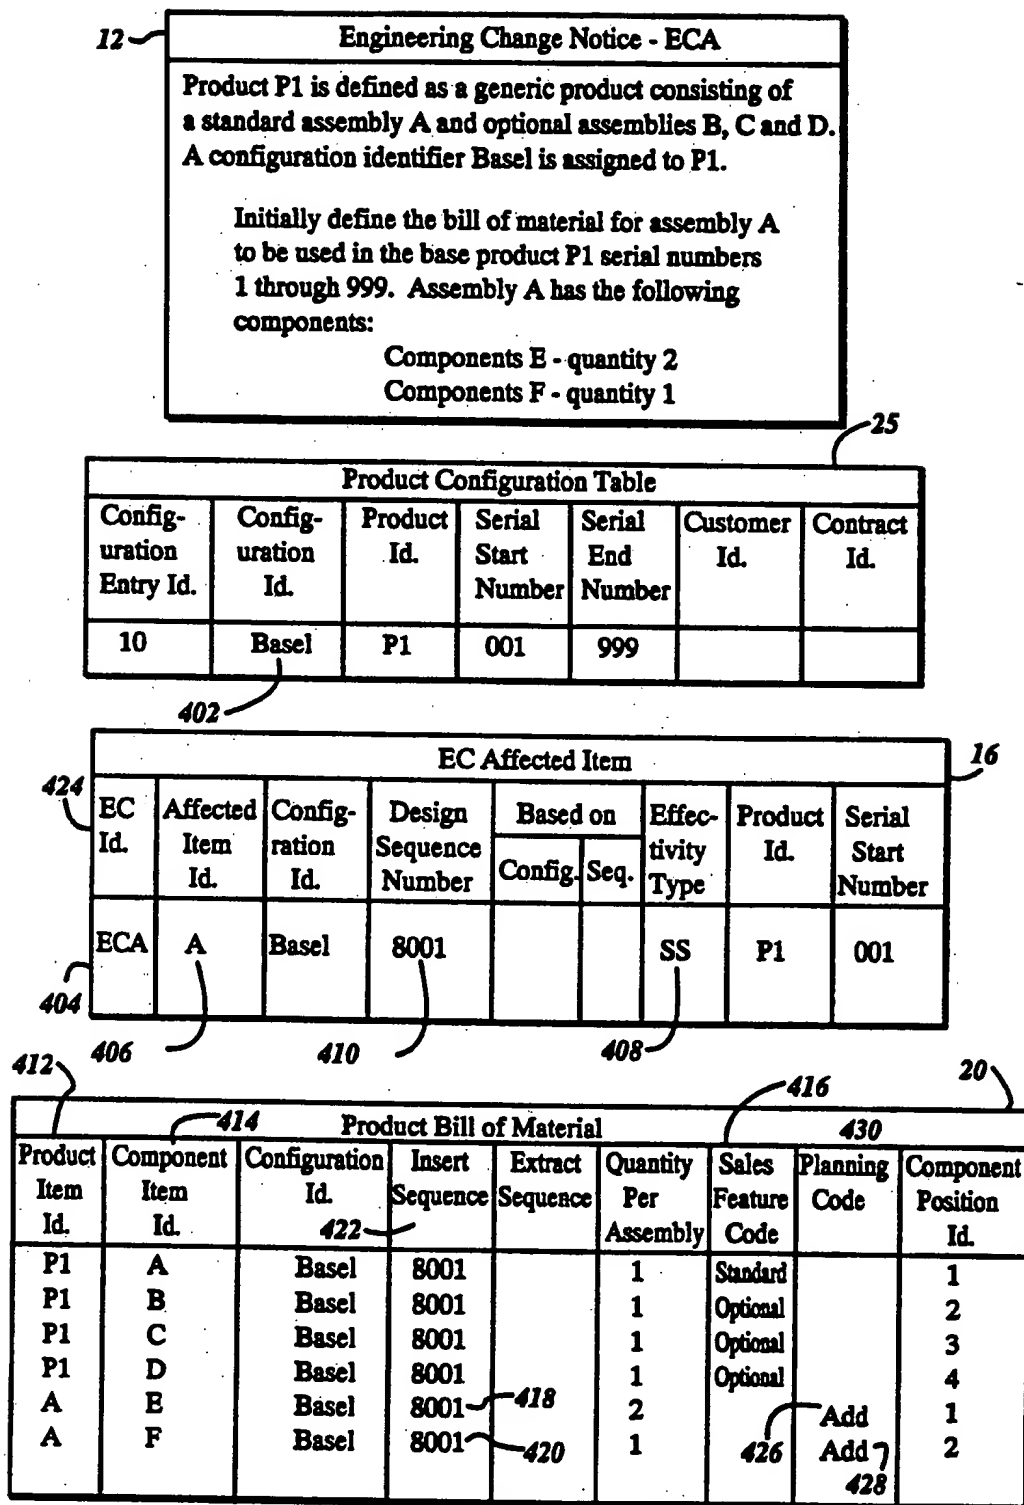 12
Engineering Change Notice - ECA
Product P1 is defined as a generic product consisting of
a standard assembly A and optional assemblies B, C and D.
A configuration identifier Basel is assigned to P1.
Initially define the bill of material for assembly A
to be used in the base product P1 serial numbers
1 through 999. Assembly A has the following
components:
Components E - quantity 2
Components F - quantity 1
25
Product Configuration Table
Config- Config- Product Serial Serial Customer Contract
uration uration Id. Start End Id. Id.
Entry Id. Id. Number Number
10 Basel P1 001 999
402
EC Affected Item
16
424
EC Affected Config- Design Based on Effec- Product Serial
Id. Item ration Sequence tivity Id. Start
Id. Id. Number Config. Seq. Type Number
ECA A Basel 8001 SS P1 001
404
406 410 408
412 416 20
414 Product Bill of Material 430
Product Component Configuration Insert Extract Quantity Sales Planning Component
Item Item Id. Sequence Sequence Per Feature Code Position
Id. Id. 422 Assembly Code Id.
P1 A Basel 8001 1 Standard 1
P1 B Basel 8001 1 Optional 2
P1 C Basel 8001 1 Optional 3
P1 D Basel 8001 1 Optional 4
A E Basel 8001 418 2 Add 1
A F Basel 8001 420 1 426 Add 2
428